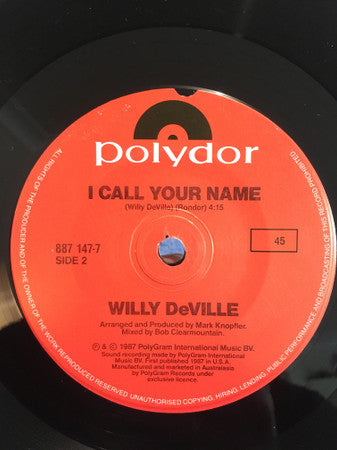 polydor
I CALL YOUR NAME
(Willy DeVille) (Rondor) 4:15
887 147-7
SIDE 2
45
WILLY DeVILLE
Arranged and Produced by Mark Knopfler.
Mixed by Bob Clearmountain.
℗ & © 1987 PolyGram International Music BV.
Sound recording made by PolyGram International
Music BV. First published 1987 in U.S.A.
Manufactured and marketed in Australasia
by PolyGram Records under
exclusive licence.
ALL RIGHTS OF THE PRODUCER AND OF THE OWNER OF THE WORK REPRODUCED RESERVED. UNAUTHORISED COPYING, HIRING, LENDING, PUBLIC PERFORMANCE AND BROADCASTING OF THIS RECORD PROHIBITED.